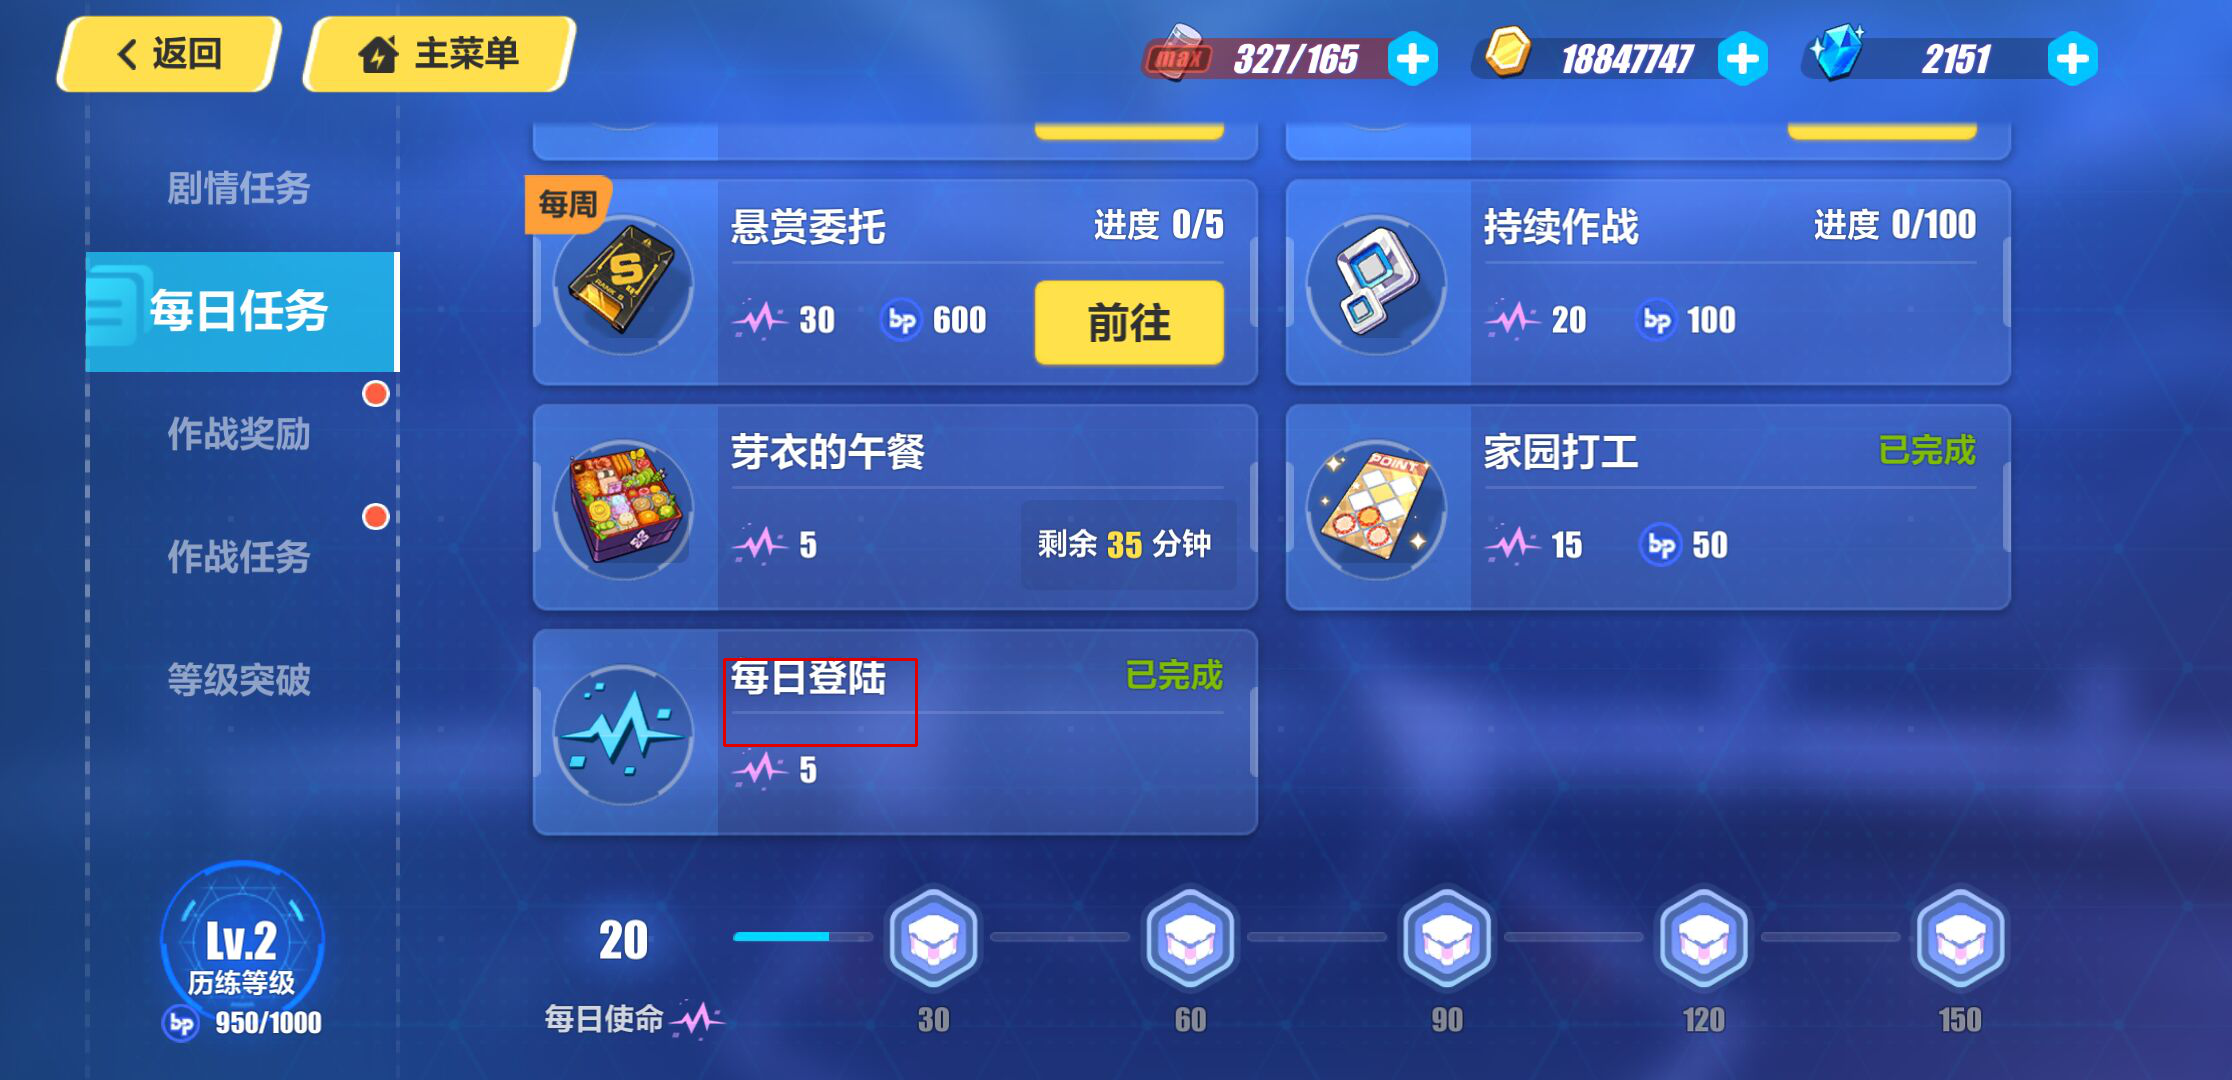 返回
主菜单
max 327/165
18847747
2151
剧情任务
每日任务
作战奖励
作战任务
等级突破
每周
悬赏委托
进度 0/5
30
bp 600
前往
持续作战
进度 0/100
20
bp 100
芽衣的午餐
5
剩余 35 分钟
家园打工
已完成
15
bp 50
每日登陆
已完成
5
Lv.2
历练等级
bp 950/1000
20
每日使命
30
60
90
120
150
S
RANK S
POINT